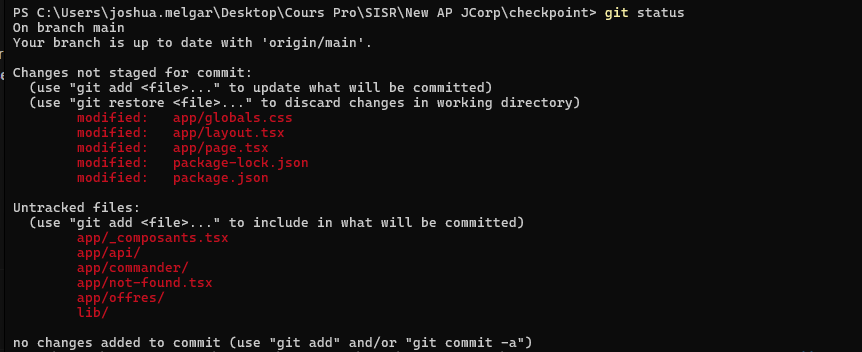 PS C:\Users\joshua.melgar\Desktop\Cours Pro\SISR\New AP JCorp\checkpoint> git status
On branch main
Your branch is up to date with 'origin/main'.

Changes not staged for commit:
  (use "git add <file>..." to update what will be committed)
  (use "git restore <file>..." to discard changes in working directory)
        modified:   app/globals.css
        modified:   app/layout.tsx
        modified:   app/page.tsx
        modified:   package-lock.json
        modified:   package.json

Untracked files:
  (use "git add <file>..." to include in what will be committed)
        app/_composants.tsx
        app/api/
        app/commander/
        app/not-found.tsx
        app/offres/
        lib/

no changes added to commit (use "git add" and/or "git commit -a")